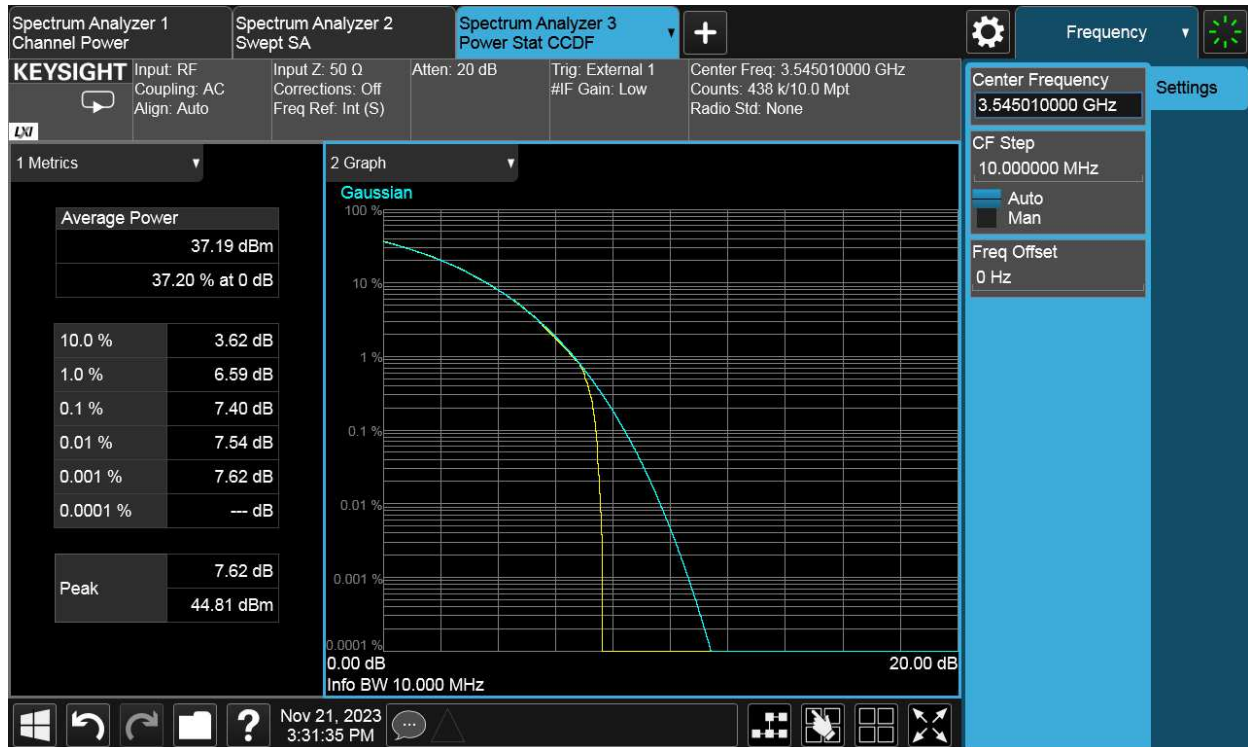 Spectrum Analyzer 1
Channel Power
Spectrum Analyzer 2
Swept SA
Spectrum Analyzer 3
Power Stat CCDF
+
Frequency
KEYSIGHT
LXI
Input: RF
Coupling: AC
Align: Auto
Input Z: 50 Ω
Corrections: Off
Freq Ref: Int (S)
Atten: 20 dB
Trig: External 1
#IF Gain: Low
Center Freq: 3.545010000 GHz
Counts: 438 k/10.0 Mpt
Radio Std: None
Center Frequency
3.545010000 GHz
Settings
CF Step
10.000000 MHz
Auto
Man
Freq Offset
0 Hz
1 Metrics
Average Power
37.19 dBm
37.20 % at 0 dB
10.0 % 3.62 dB
1.0 % 6.59 dB
0.1 % 7.40 dB
0.01 % 7.54 dB
0.001 % 7.62 dB
0.0001 % --- dB
Peak
7.62 dB
44.81 dBm
2 Graph
Gaussian
100 %
10 %
1 %
0.1 %
0.01 %
0.001 %
0.0001 %
0.00 dB 20.00 dB
Info BW 10.000 MHz
?
Nov 21, 2023
3:31:35 PM